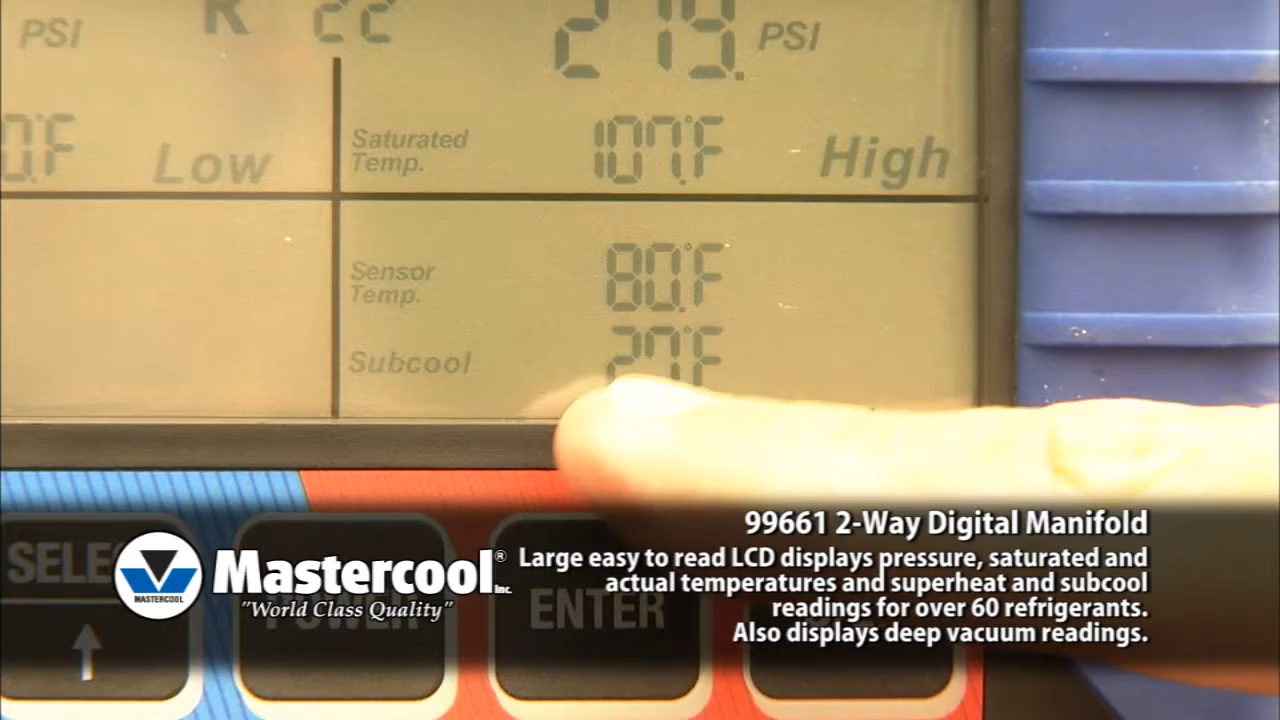 PSI R 22 219. PSI
0.°F Low Saturated Temp. 107.°F High
Sensor Temp. 80.°F
Subcool 27.°F
SELE
POWER
ENTER
MASTERCOOL
Mastercool® Inc.
"World Class Quality"
99661 2-Way Digital Manifold
Large easy to read LCD displays pressure, saturated and
actual temperatures and superheat and subcool
readings for over 60 refrigerants.
Also displays deep vacuum readings.